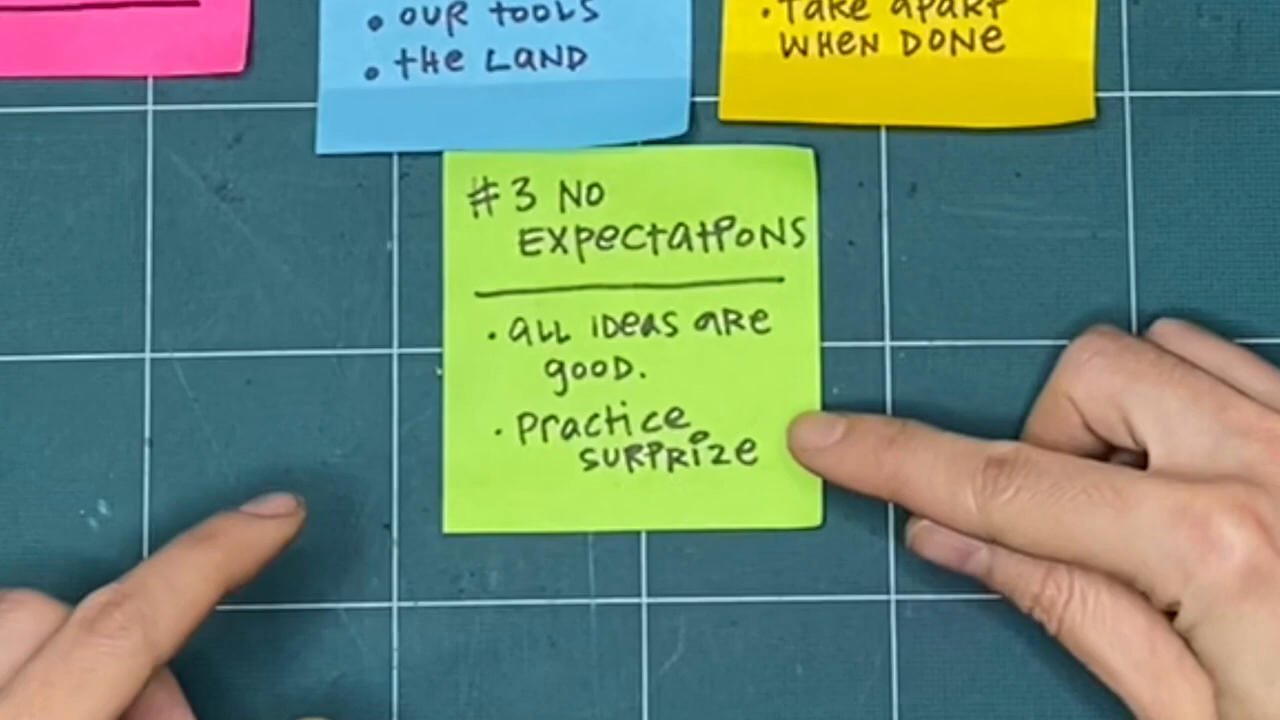 • OUR TOOLS
• tHe LAND
• Take apart
WHEN DONe
#3 NO
EXPectatiONS
• aLL IDeas aRe
gOOD.
• Practice
SURPRize